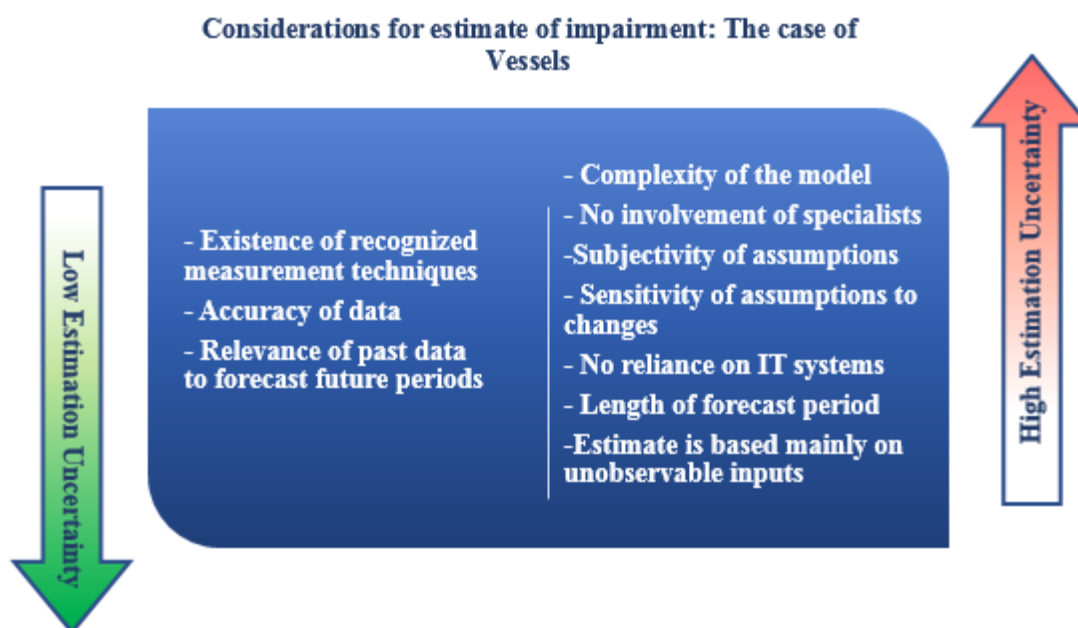 Considerations for estimate of impairment: The case of
Vessels
Low Estimation Uncertainty
- Existence of recognized
measurement techniques
- Accuracy of data
- Relevance of past data
to forecast future periods
- Complexity of the model
- No involvement of specialists
-Subjectivity of assumptions
- Sensitivity of assumptions to
changes
- No reliance on IT systems
- Length of forecast period
-Estimate is based mainly on
unobservable inputs
High Estimation Uncertainty